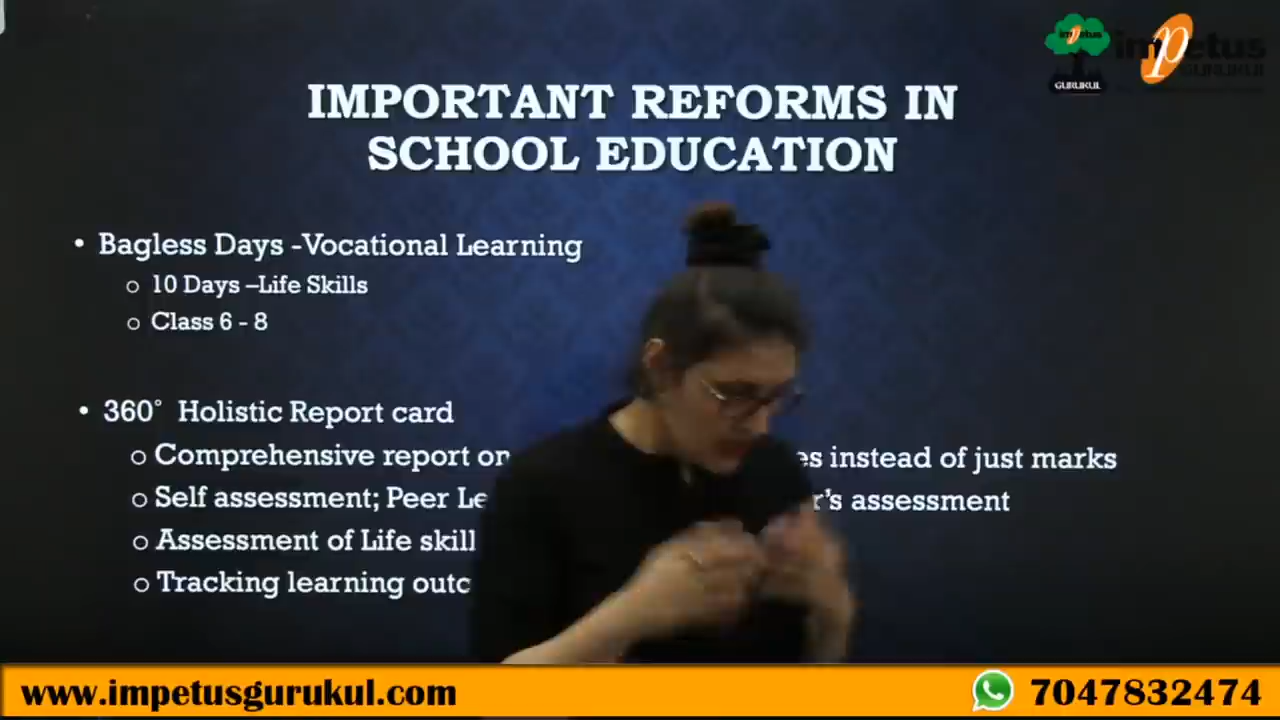 impetus
GURUKUL
impetus
GURUKUL
IMPORTANT REFORMS IN
SCHOOL EDUCATION
• Bagless Days -Vocational Learning
o 10 Days –Life Skills
o Class 6 - 8
• 360° Holistic Report card
o Comprehensive report on es instead of just marks
o Self assessment; Peer Le r’s assessment
o Assessment of Life skill
o Tracking learning outc
www.impetusgurukul.com
7047832474